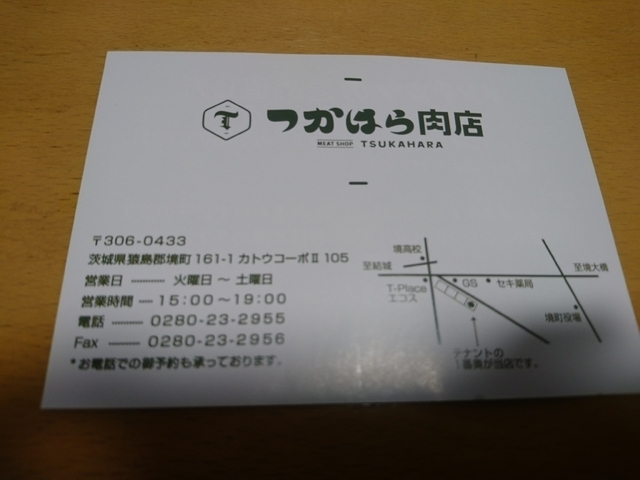 T
つかはら肉店
MEAT SHOP TSUKAHARA
〒306-0433
茨城県猿島郡境町161-1 カトウコーポⅡ 105
営業日 ── 火曜日 〜 土曜日
営業時間 ---- 15:00〜19:00
電話 ---------- 0280-23-2955
Fax ── 0280-23-2956
*お電話での御予約も承っております.
境高校
至結城
至境大橋
T-Place
エコス
GS
セキ薬局
境町役場
テナントの
1番奥が当店です。